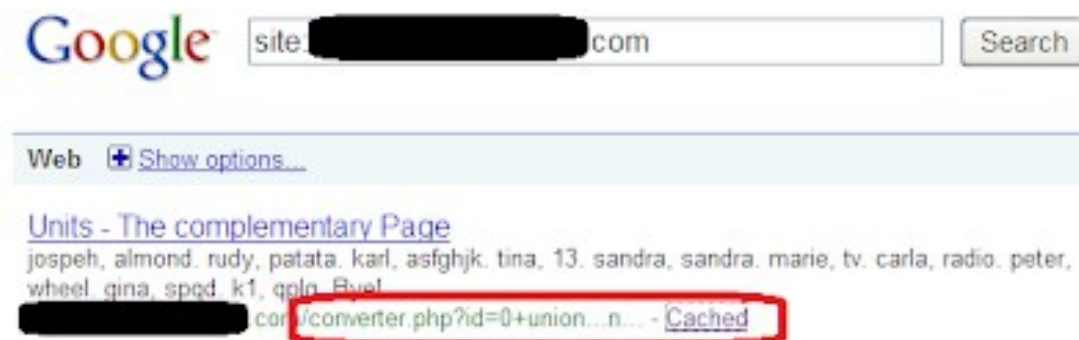 Google site: com Search
Web Show options...
Units - The complementary Page
jospeh, almond. rudy, patata. karl, asfghjk. tina, 13. sandra, sandra. marie, tv. carla, radio. peter,
wheel. gina, spqd. k1, qplg. Bye!
com/converter.php?id=0+union...n... - Cached